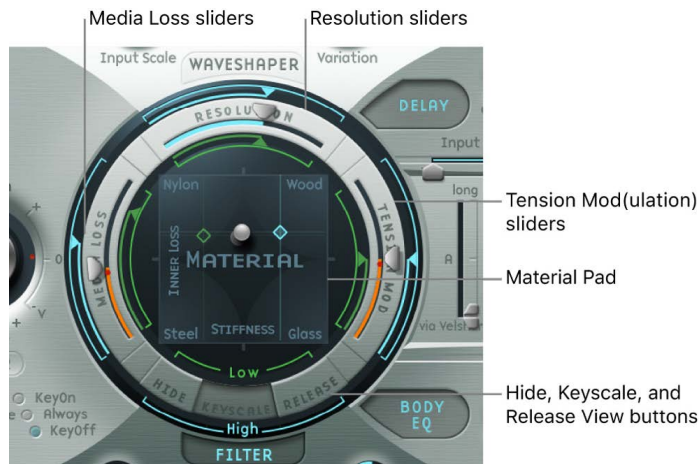 Media Loss sliders
Resolution sliders
Input Scale
WAVESHAPER
Variation
RESOLUTION
DELAY
Input
long
Nylon
Wood
Tension Mod(ulation)
sliders
MEDIA LOSS
INNER LOSS
TENSION MOD
+
0
A
MATERIAL
Material Pad
-V
+
Steel
STIFFNESS
Glass
via
Low
HIDE
KEYSCALE
RELEASE
Hide, Keyscale, and
Release View buttons
KeyOn
e
Always
KeyOff
High
BODY
EQ
FILTER